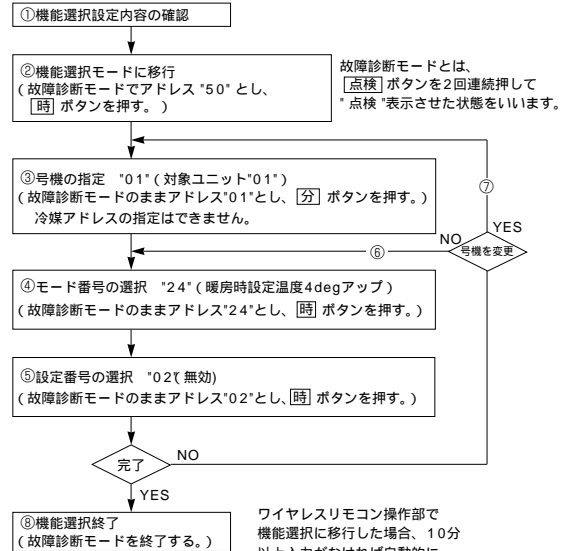 ①機能選択設定内容の確認
②機能選択モードに移行
(故障診断モードでアドレス "50" とし、
時 ボタンを押す。)
故障診断モードとは、
点検 ボタンを2回連続押して
"点検"表示させた状態をいいます。
③号機の指定 "01"(対象ユニット"01")
(故障診断モードのままアドレス"01"とし、分 ボタンを押す。)
冷媒アドレスの指定はできません。
⑦
YES
NO
号機を変更
⑥
④モード番号の選択 "24"(暖房時設定温度4degアップ)
(故障診断モードのままアドレス"24"とし、時 ボタンを押す。)
⑤設定番号の選択 "02"(無効)
(故障診断モードのままアドレス"02"とし、時 ボタンを押す。)
完了
NO
YES
⑧機能選択終了
(故障診断モードを終了する。)
ワイヤレスリモコン操作部で
機能選択に移行した場合、10分
以上入力がなければ自動的に